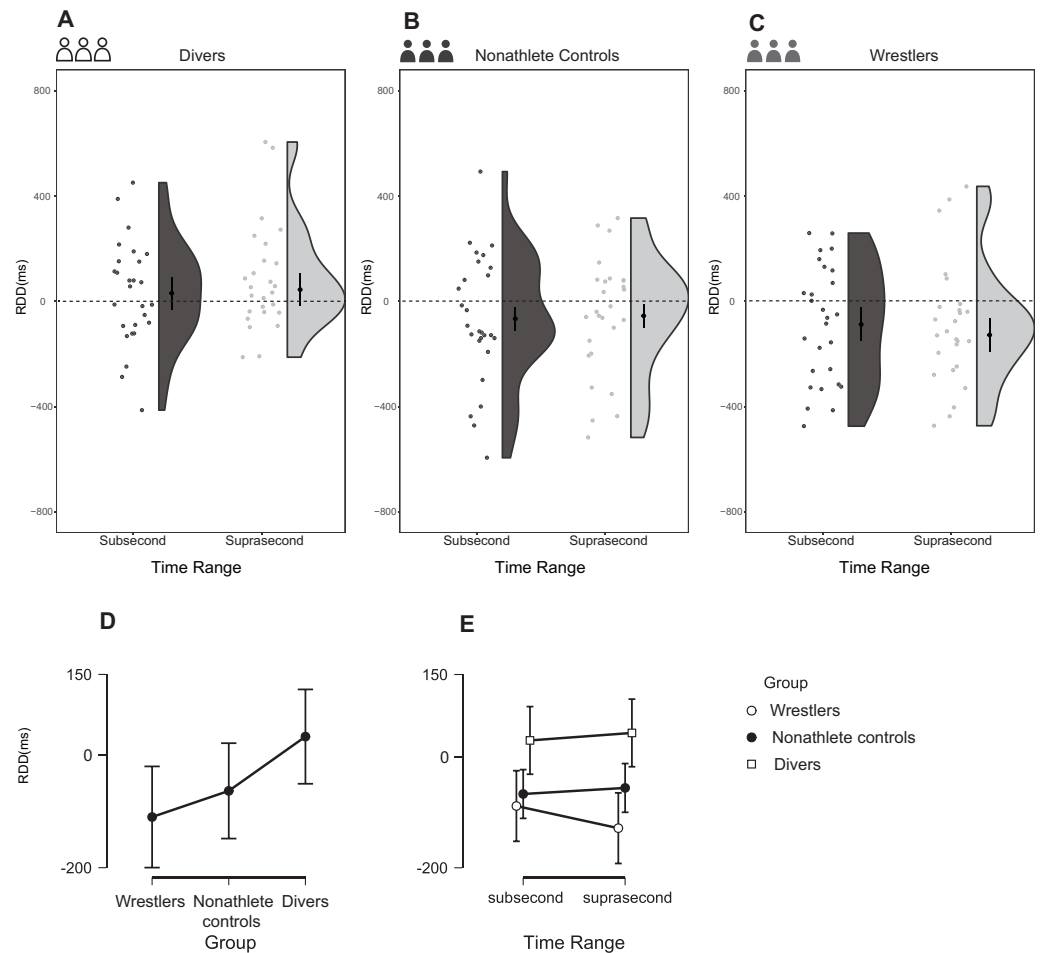 A
B
C
Divers
Nonathlete Controls
Wrestlers
800
400
0
−400
−800
RDD(ms)
Subsecond
Suprasecond
Time Range
800
400
0
−400
−800
RDD(ms)
Subsecond
Suprasecond
Time Range
800
400
0
−400
−800
RDD(ms)
Subsecond
Suprasecond
Time Range
D
150
0
-200
RDD(ms)
Wrestlers
Nonathlete
controls
Divers
Group
E
150
0
-200
subsecond
suprasecond
Time Range
Group
Wrestlers
Nonathlete controls
Divers